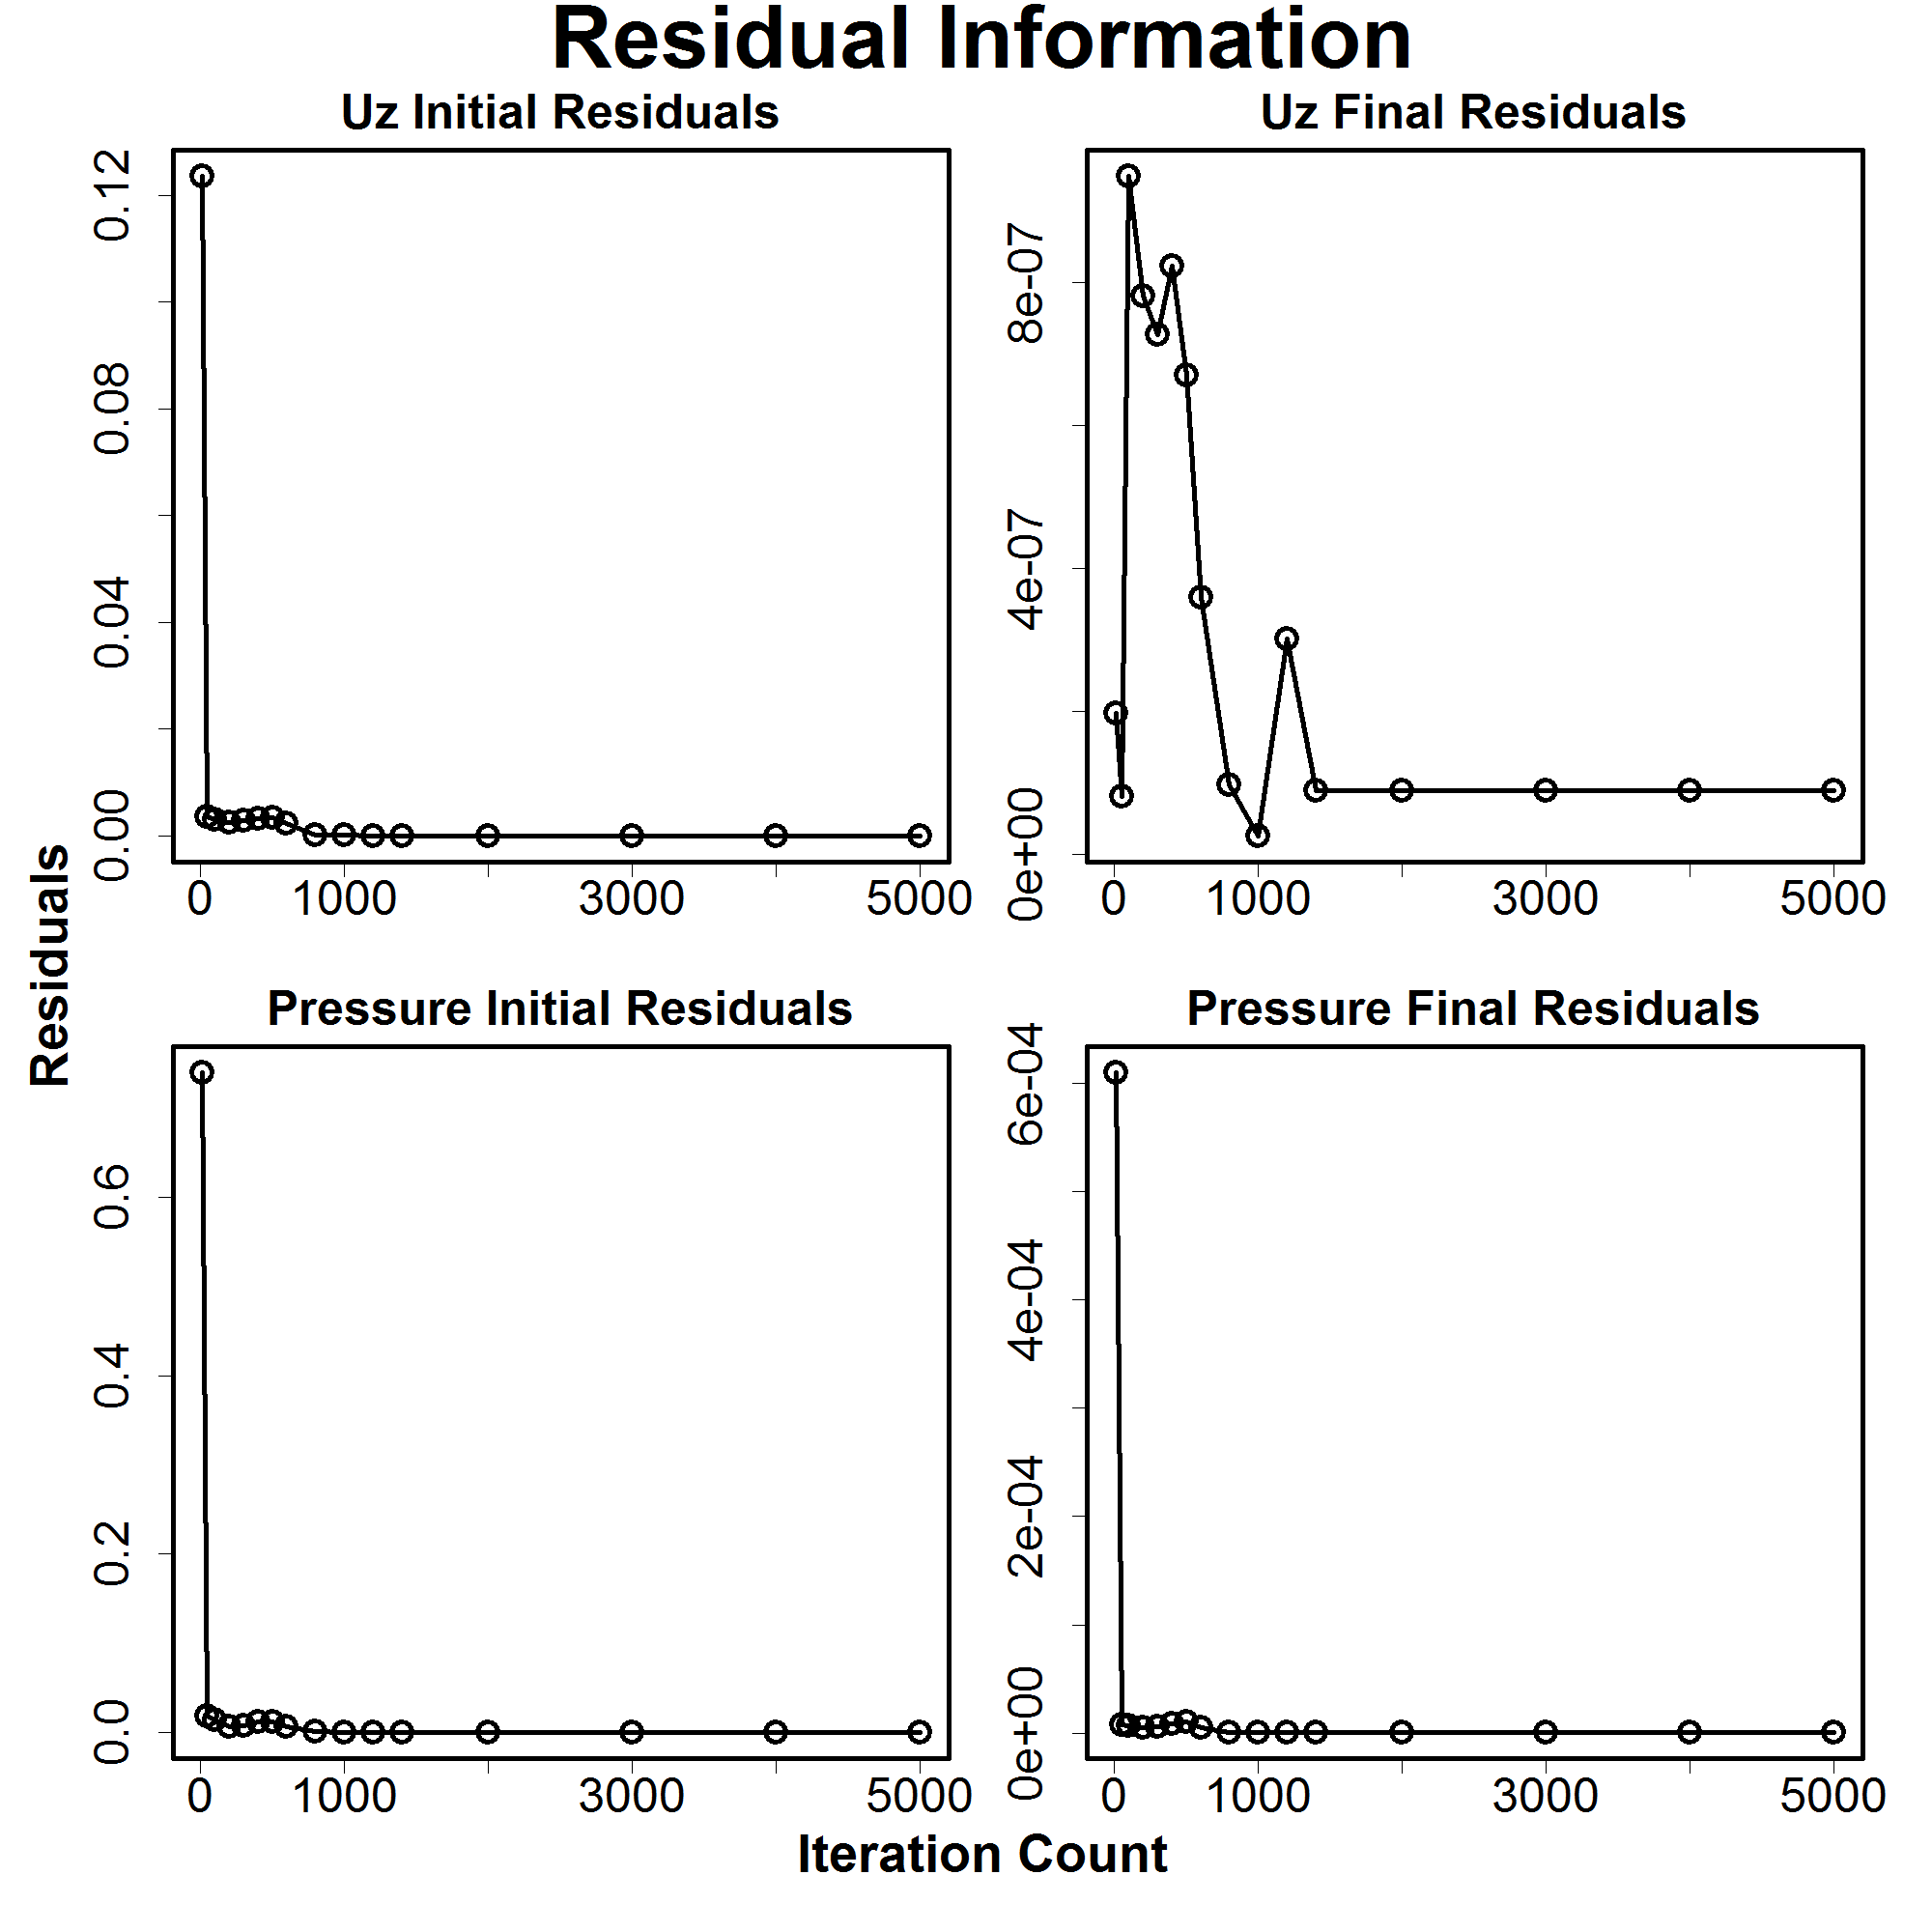 Residual Information
Uz Initial Residuals
0.12
0.08
0.04
0.00
0 1000 3000 5000
Uz Final Residuals
8e-07
4e-07
0e+00
0 1000 3000 5000
Residuals
Pressure Initial Residuals
0.6
0.4
0.2
0.0
0 1000 3000 5000
Pressure Final Residuals
6e-04
4e-04
2e-04
0e+00
0 1000 3000 5000
Iteration Count